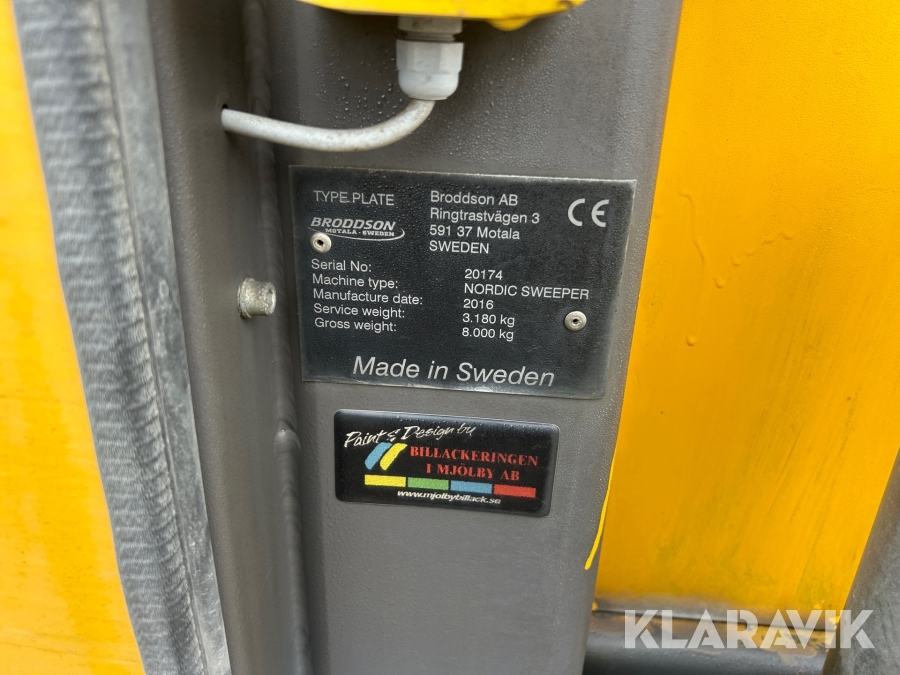 TYPE PLATE
BRODDSON
MOTALA - SWEDEN
Broddson AB
Ringtrastvägen 3
591 37 Motala
SWEDEN
CE
Serial No: 20174
Machine type: NORDIC SWEEPER
Manufacture date: 2016
Service weight: 3.180 kg
Gross weight: 8.000 kg
Made in Sweden
Paint & Design by
BILLACKERINGEN
I MJÖLBY AB
www.mjolbybillack.se
KLARAVIK